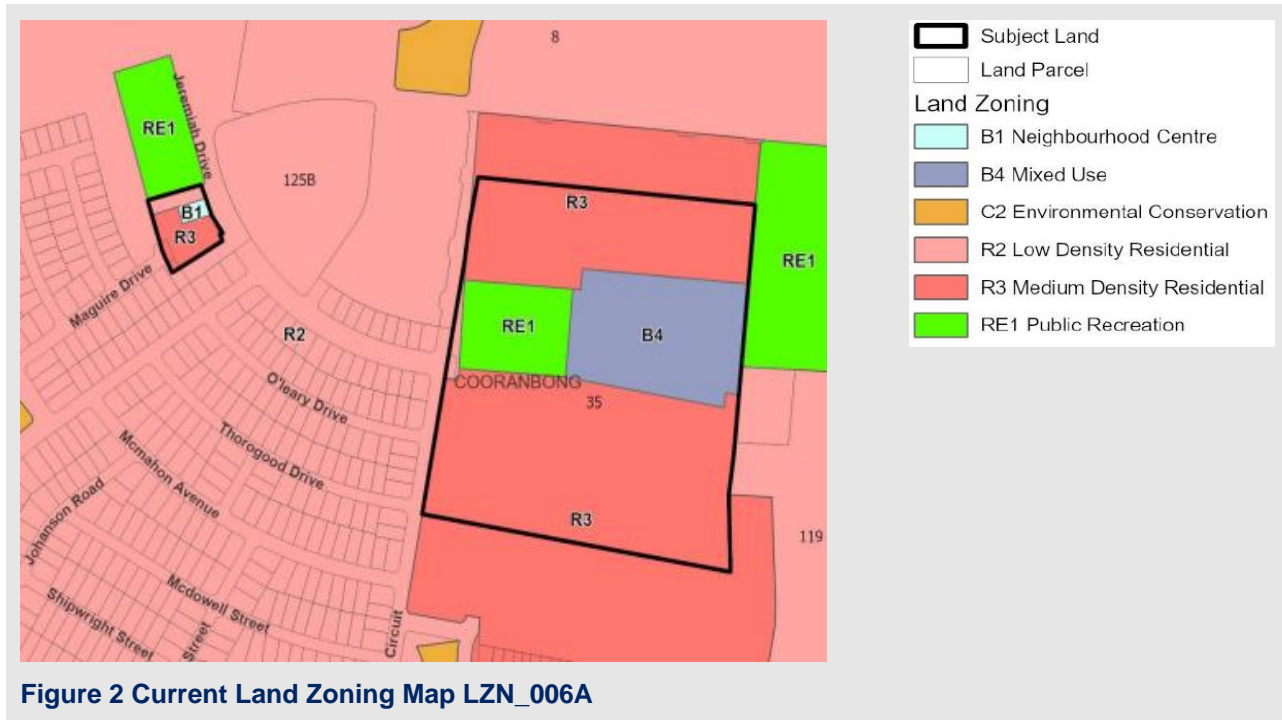 8
Jeremiah Drive
RE1
125B
B1
R3
R3
RE1
Maguire Drive
R2
RE1
B4
COORANBONG
35
O'leary Drive
Thorogood Drive
Mcmahon Avenue
Johanson Road
R3
119
Mcdowell Street
Shipwright Street
Street
Circuit
Subject Land
Land Parcel
Land Zoning
B1 Neighbourhood Centre
B4 Mixed Use
C2 Environmental Conservation
R2 Low Density Residential
R3 Medium Density Residential
RE1 Public Recreation
Figure 2 Current Land Zoning Map LZN_006A